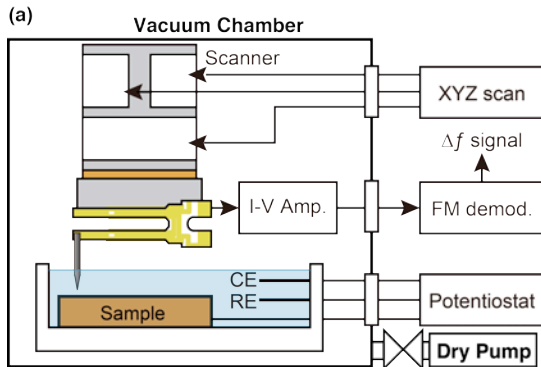 (a)
Vacuum Chamber
Scanner
XYZ scan
Δf signal
I-V Amp.
FM demod.
CE
RE
Sample
Potentiostat
Dry Pump